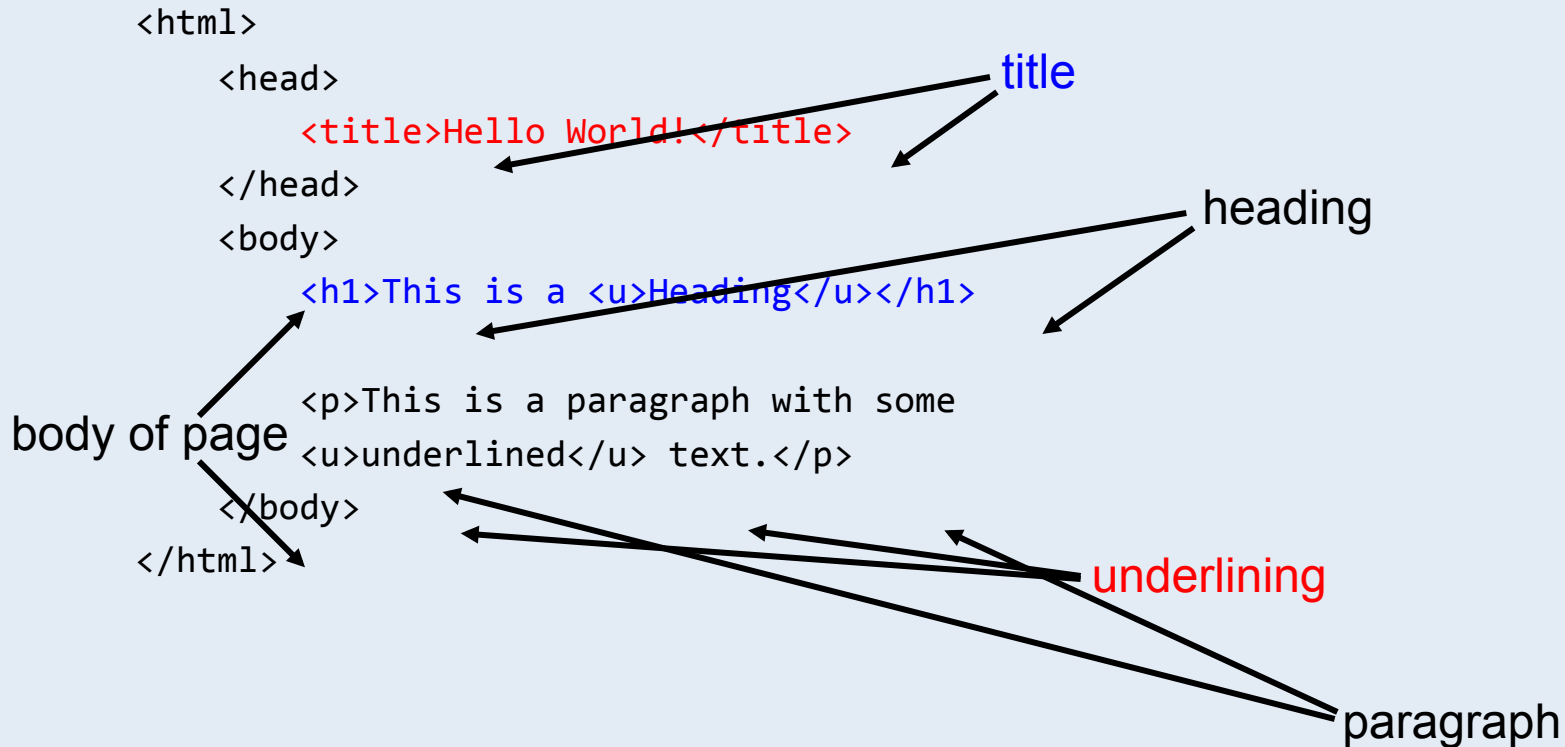 <html>
<head>
title
<title>Hello World!</title>
</head>
heading
<body>
<h1>This is a <u>Heading</u></h1>
<p>This is a paragraph with some
body of page
<u>underlined</u> text.</p>
</body>
</html>
underlining
paragraph